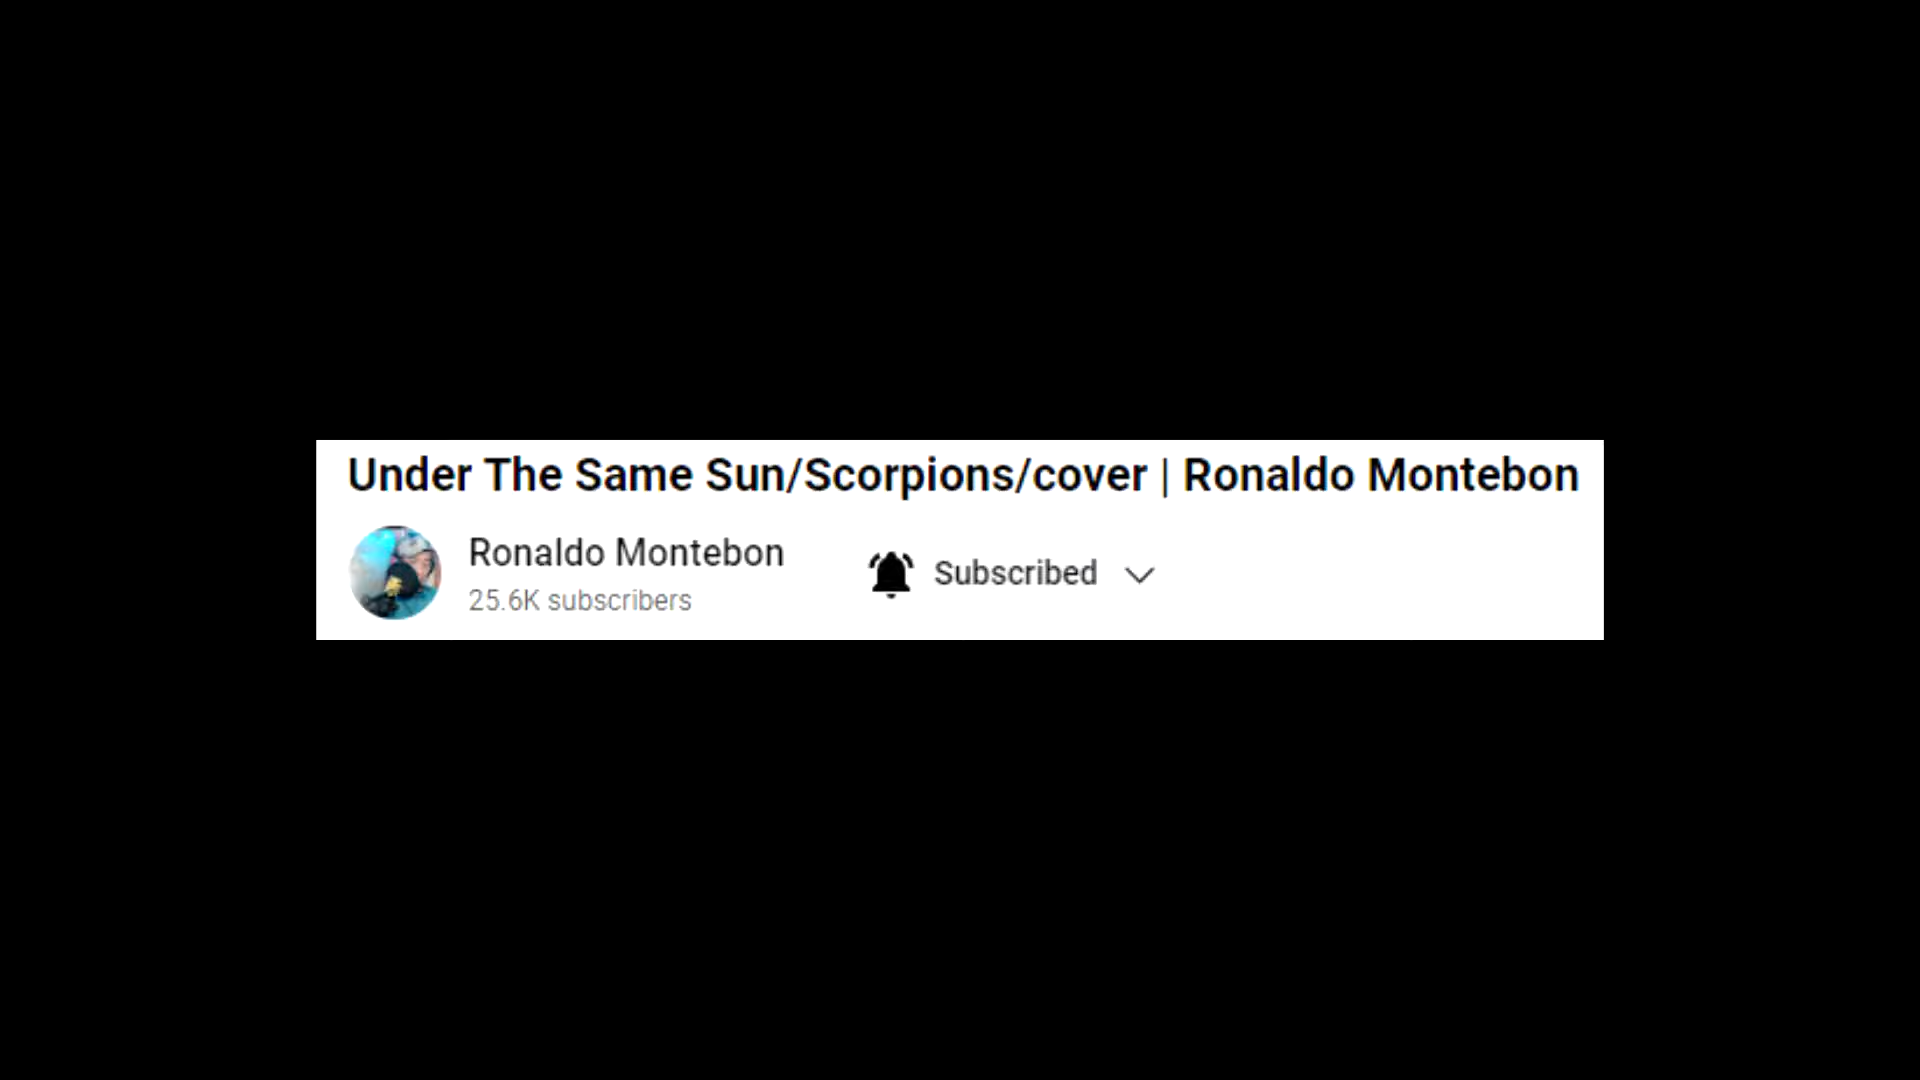 Under The Same Sun/Scorpions/cover | Ronaldo Montebon
Ronaldo Montebon
Subscribed
25.6K subscribers